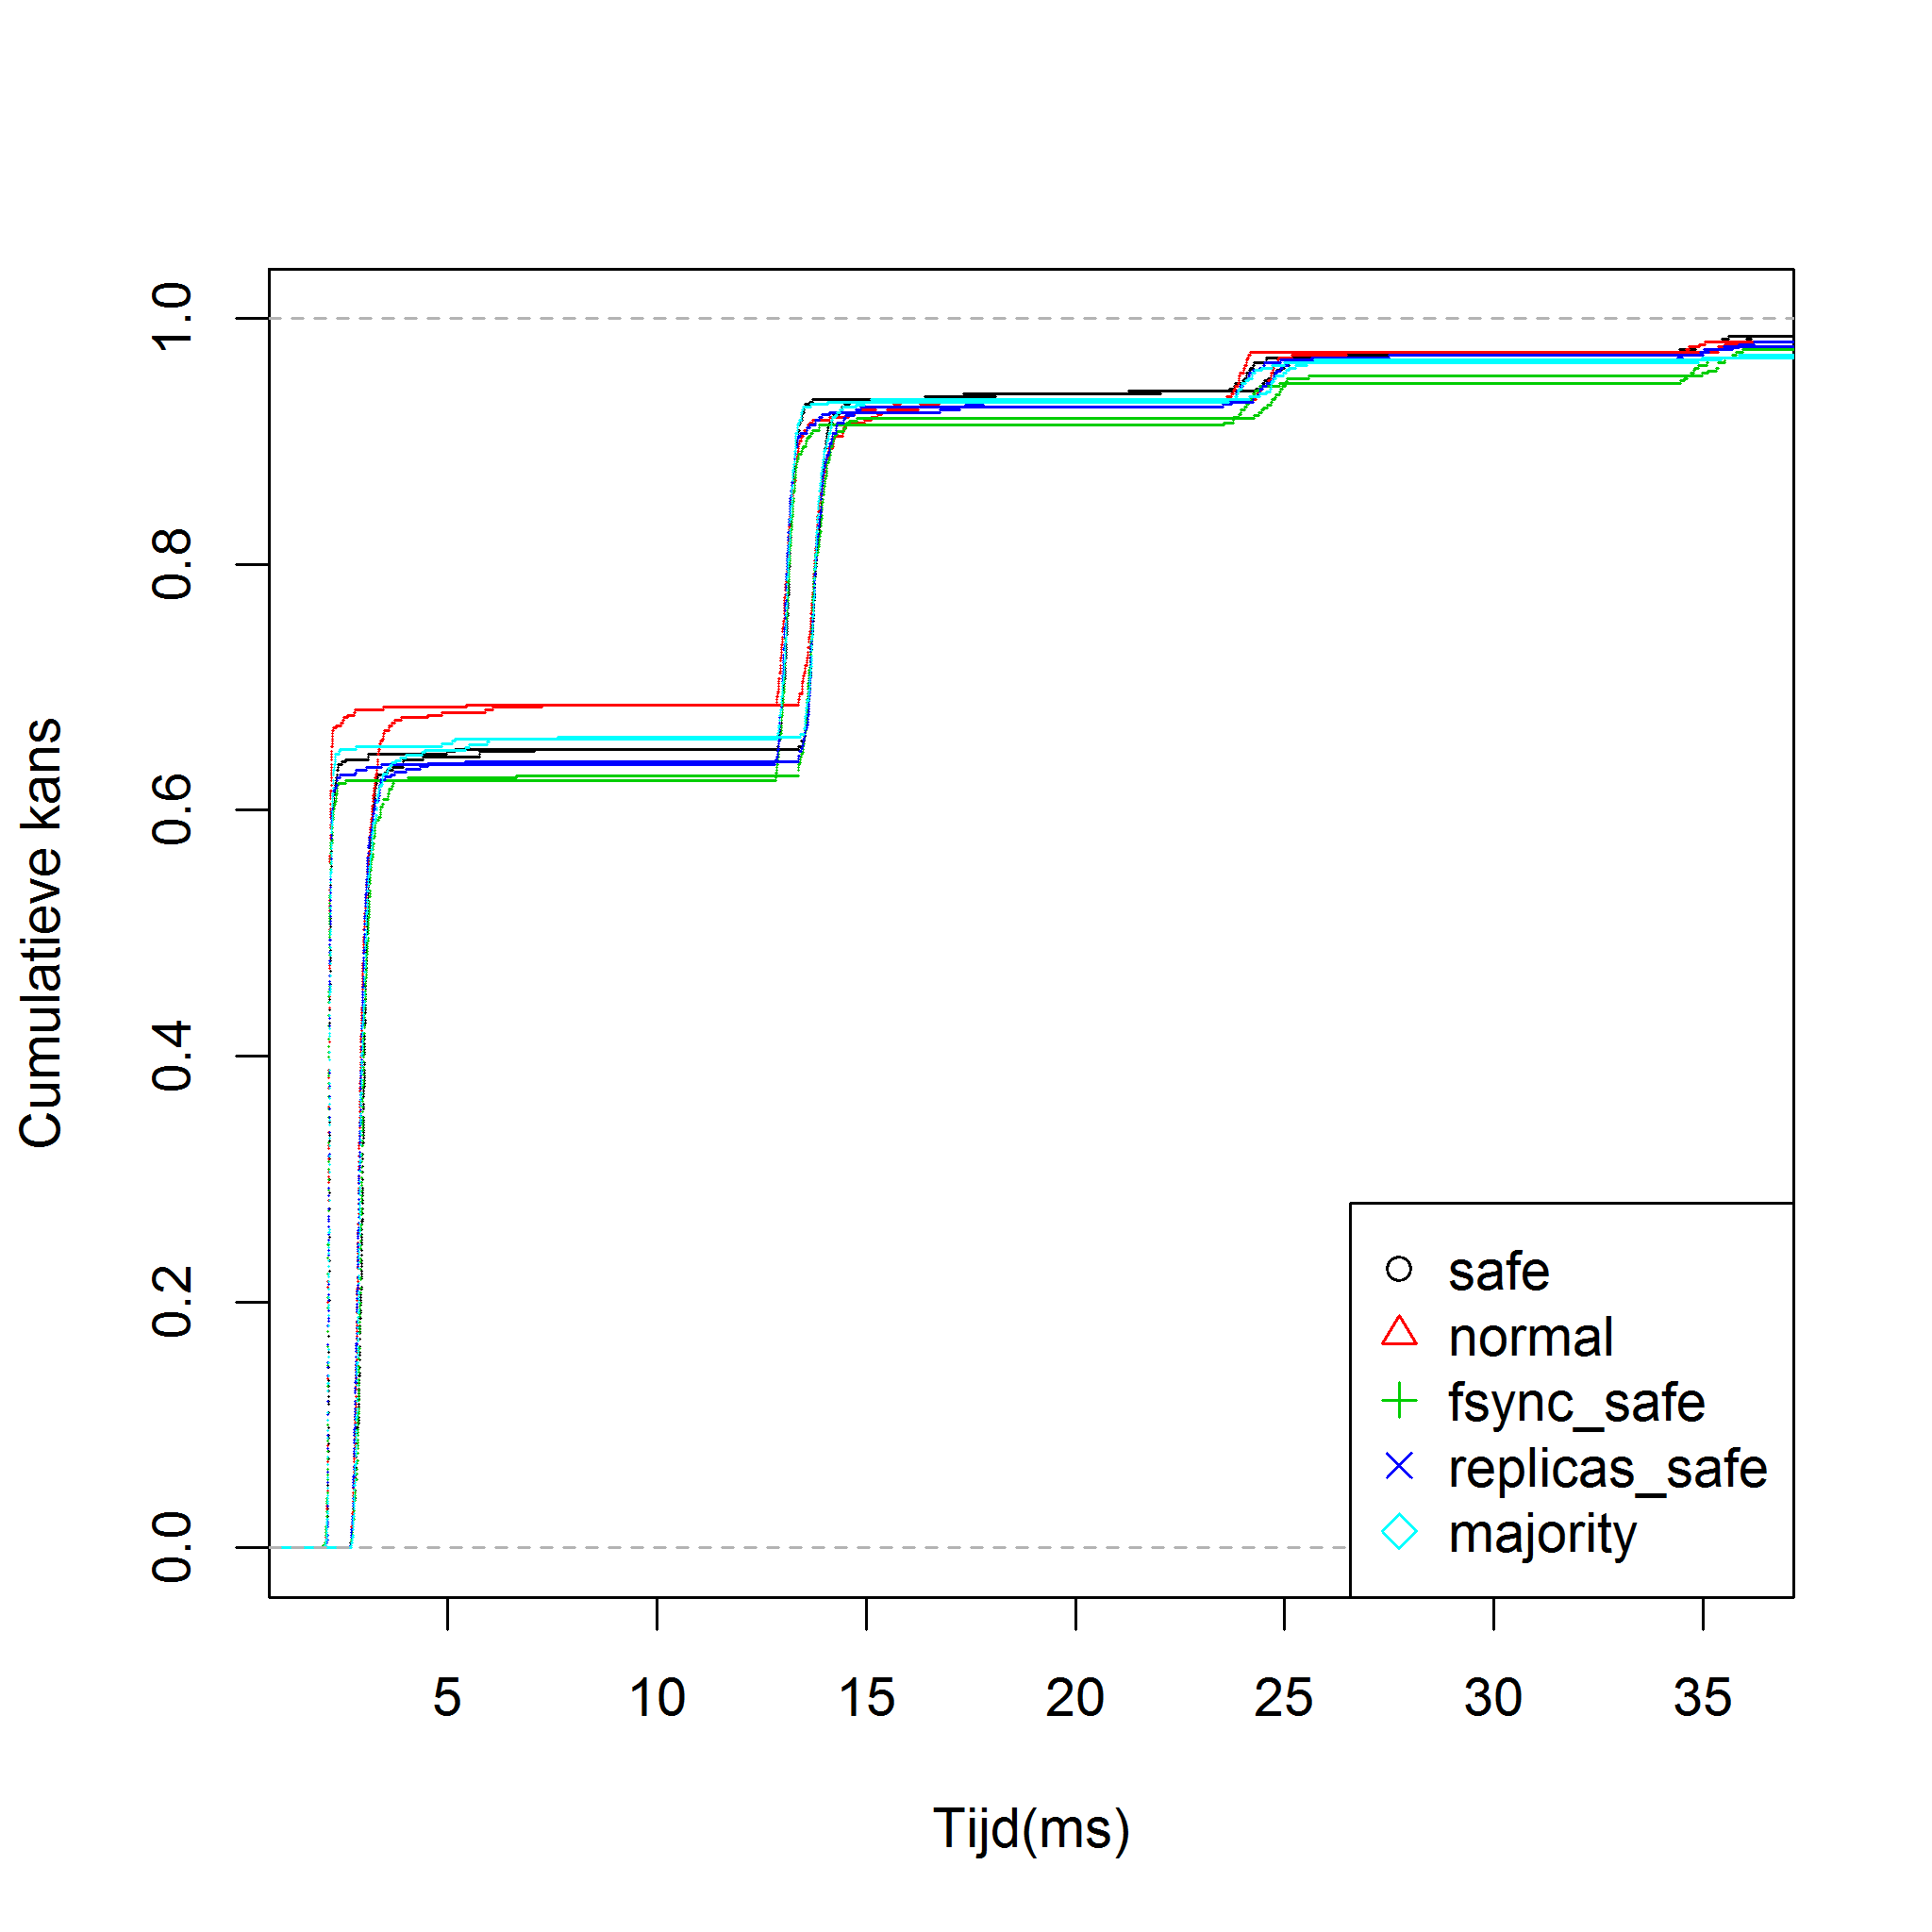 Cumulatieve kans
1.0
0.8
0.6
0.4
0.2
0.0
safe
normal
fsync_safe
replicas_safe
majority
5 10 15 20 25 30 35
Tijd(ms)